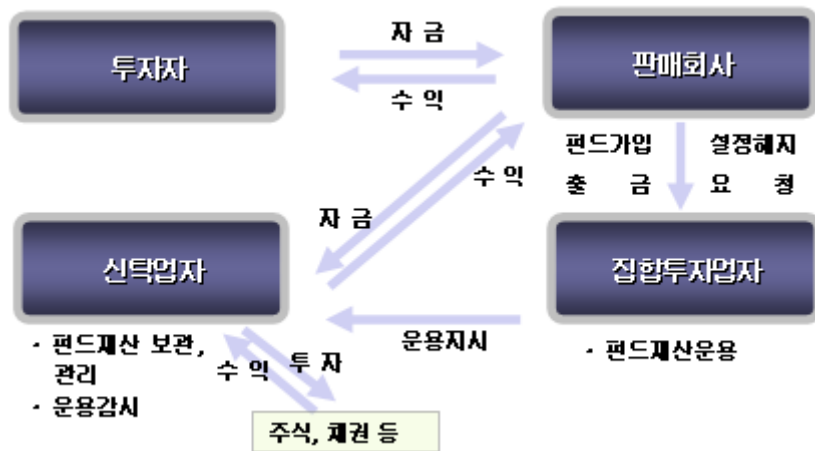 자 금
투자자
판매회사
수 익
펀드가입 설정해지
출 금 요 청
수 익
자 금
신탁업자
집합투자업자
운용지시
· 펀드재산 보관,
관리
· 운용감시
수 익
투 자
· 펀드재산운용
주식, 채권 등